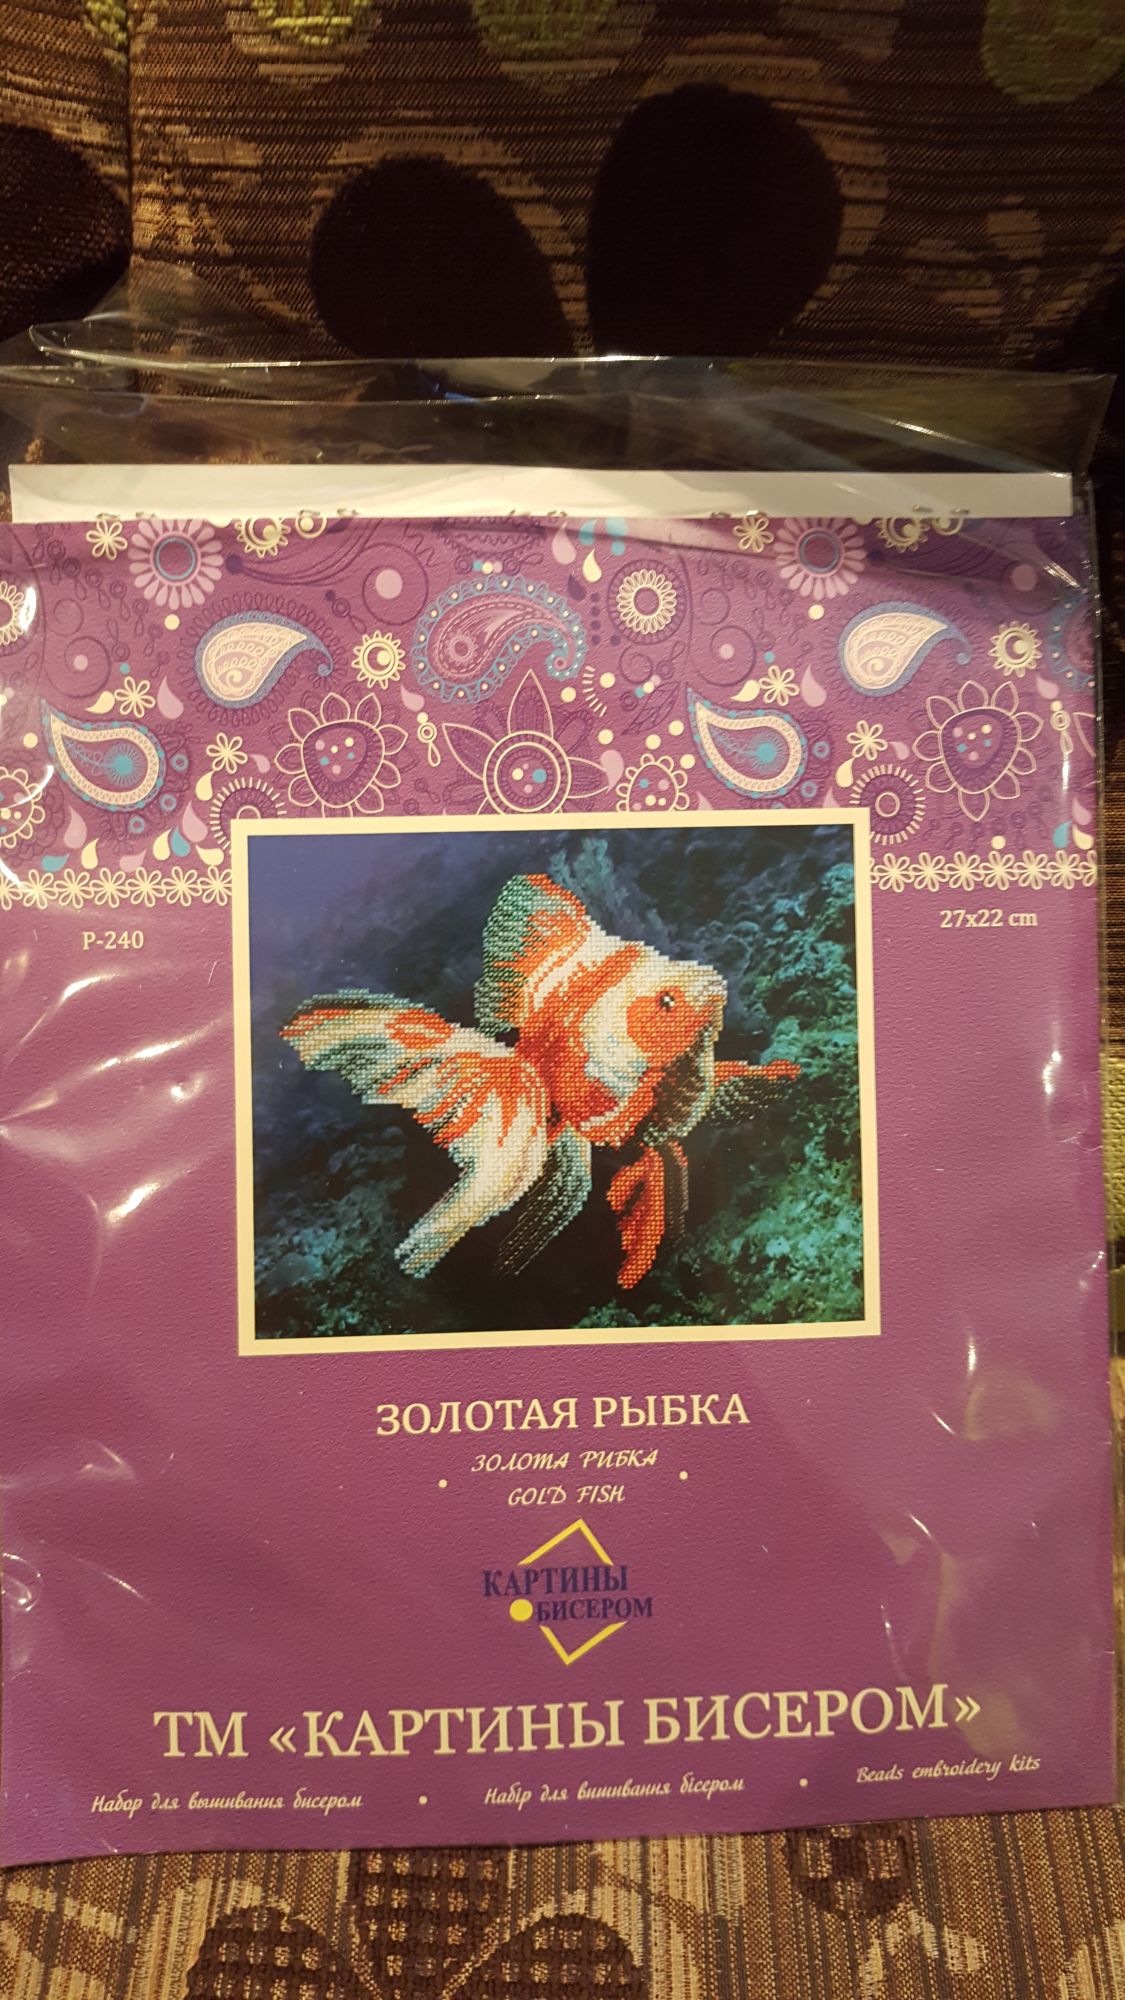 Р-240
27х22 cm
ЗОЛОТАЯ РЫБКА
ЗОЛОТА РИБКА
GOLD FISH
КАРТИНЫ
БИСЕРОМ
ТМ «КАРТИНЫ БИСЕРОМ»
Набор для вышивания бисером • Набір для вишивання бісером • Beads embroidery kits